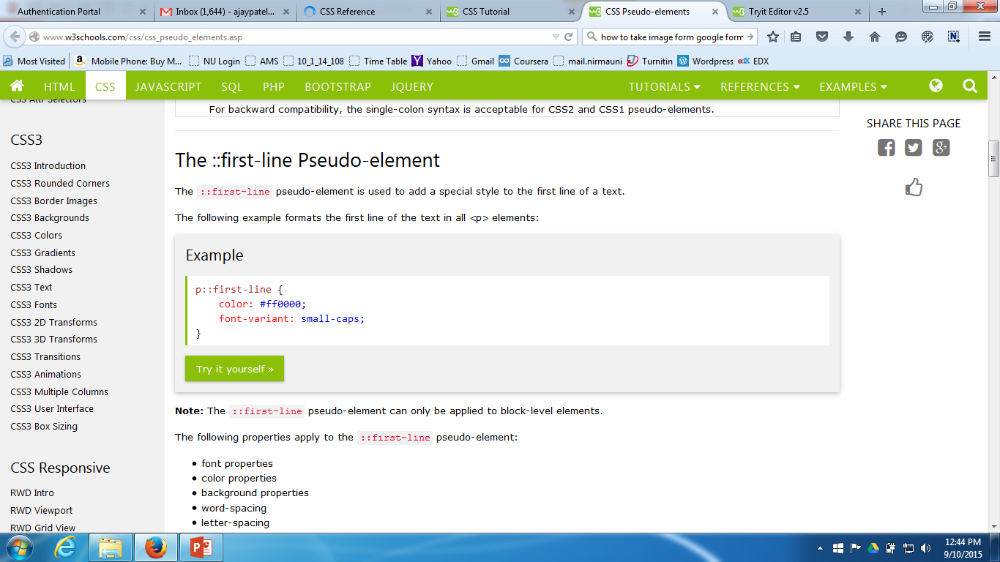 Authentication Portal
Inbox (1,644) - ajaypatel...
CSS Reference
CSS Tutorial
CSS Pseudo-elements
Tryit Editor v2.5
www.w3schools.com/css/css_pseudo_elements.asp
how to take image form google form
Most Visited
Mobile Phone: Buy M...
NU Login
AMS
10_1_14_108
Time Table
Yahoo
Gmail
Coursera
mail.nirmauni
Turnitin
Wordpress
EDX
HTML
CSS
JAVASCRIPT
SQL
PHP
BOOTSTRAP
JQUERY
TUTORIALS
REFERENCES
EXAMPLES
CSS Attr Selectors
CSS3
CSS3 Introduction
CSS3 Rounded Corners
CSS3 Border Images
CSS3 Backgrounds
CSS3 Colors
CSS3 Gradients
CSS3 Shadows
CSS3 Text
CSS3 Fonts
CSS3 2D Transforms
CSS3 3D Transforms
CSS3 Transitions
CSS3 Animations
CSS3 Multiple Columns
CSS3 User Interface
CSS3 Box Sizing
CSS Responsive
RWD Intro
RWD Viewport
RWD Grid View
For backward compatibility, the single-colon syntax is acceptable for CSS2 and CSS1 pseudo-elements.
The ::first-line Pseudo-element
The ::first-line pseudo-element is used to add a special style to the first line of a text.
The following example formats the first line of the text in all <p> elements:
Example
p::first-line {
color: #ff0000;
font-variant: small-caps;
}
Try it yourself »
Note: The ::first-line pseudo-element can only be applied to block-level elements.
The following properties apply to the ::first-line pseudo-element:
• font properties
• color properties
• background properties
• word-spacing
• letter-spacing
SHARE THIS PAGE
12:44 PM
9/10/2015